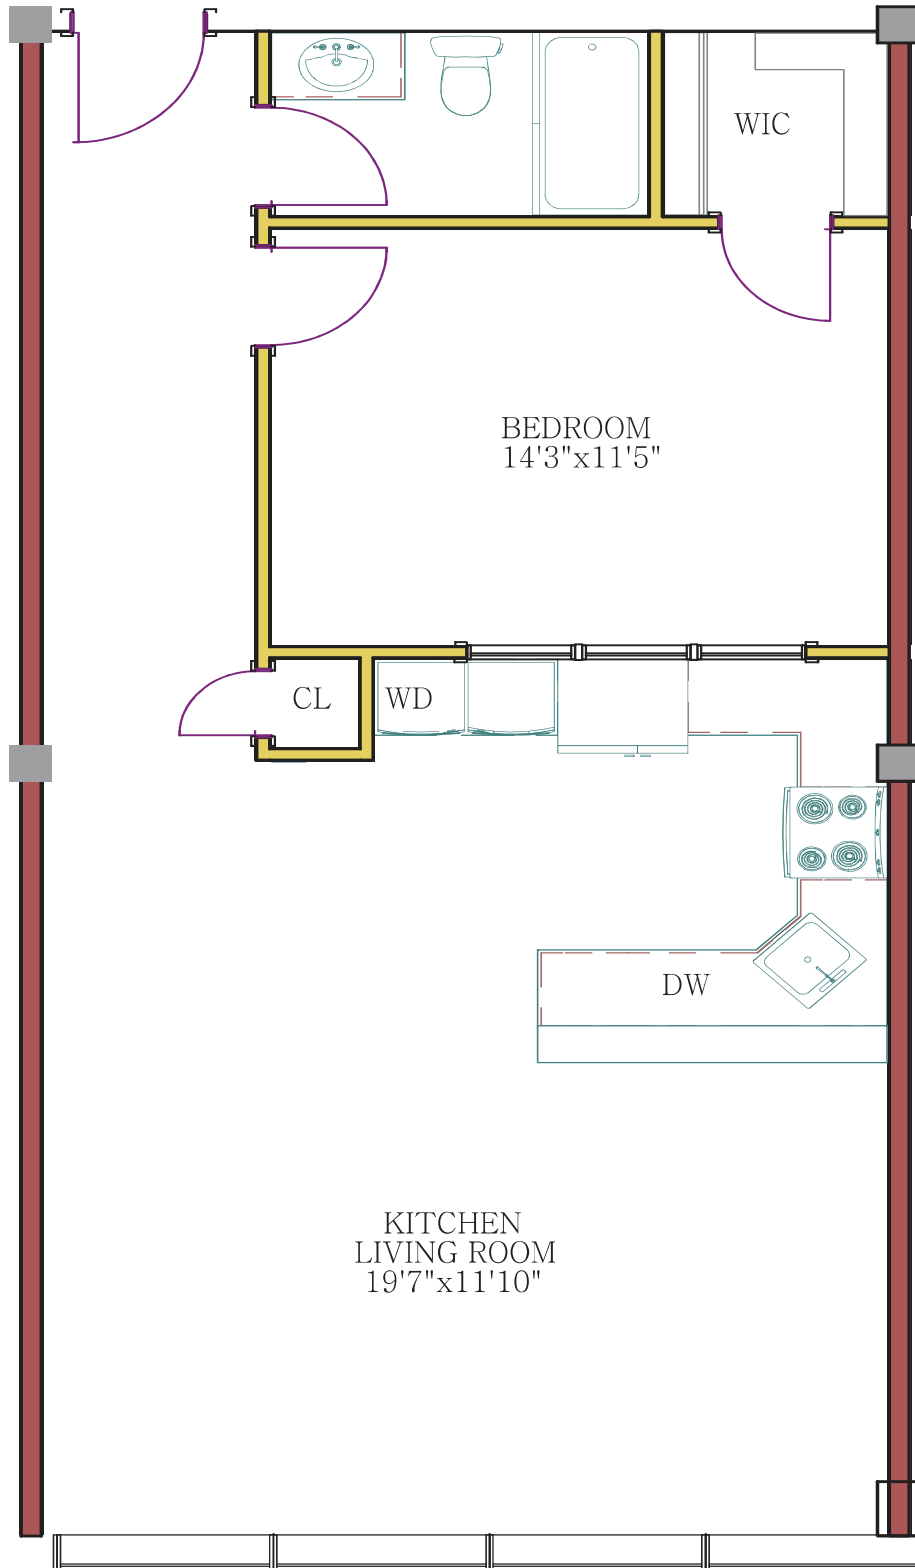 WIC
BEDROOM
14'3"x11'5"
CL
WD
DW
KITCHEN
LIVING ROOM
19'7"x11'10"